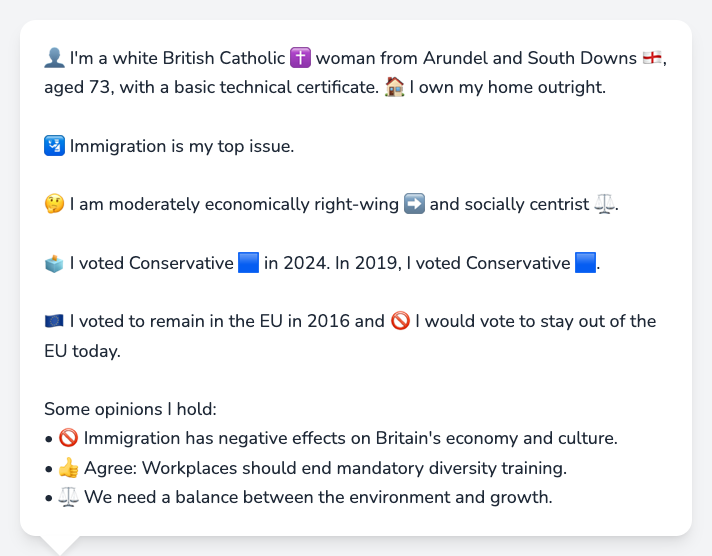 👤 I'm a white British Catholic ✝️ woman from Arundel and South Downs 🏴󠁧󠁢󠁥󠁮󠁧󠁿,
aged 73, with a basic technical certificate. 🏠 I own my home outright.
🛂 Immigration is my top issue.
🤔 I am moderately economically right-wing ➡️ and socially centrist ⚖️.
🗳️ I voted Conservative 🟦 in 2024. In 2019, I voted Conservative 🟦.
🇪🇺 I voted to remain in the EU in 2016 and 🚫 I would vote to stay out of the
EU today.
Some opinions I hold:
• 🚫 Immigration has negative effects on Britain's economy and culture.
• 👍 Agree: Workplaces should end mandatory diversity training.
• ⚖️ We need a balance between the environment and growth.